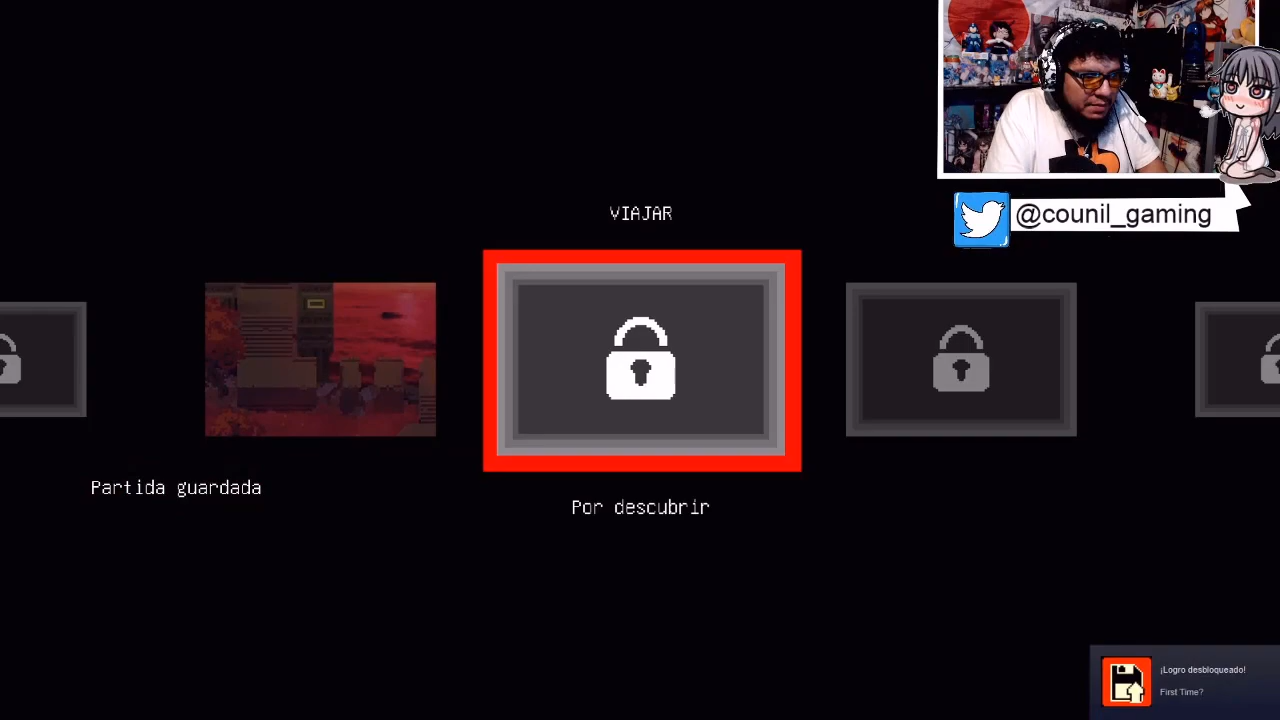 @counil_gaming
VIAJAR
Partida guardada
Por descubrir
¡Logro desbloqueado!
First Time?